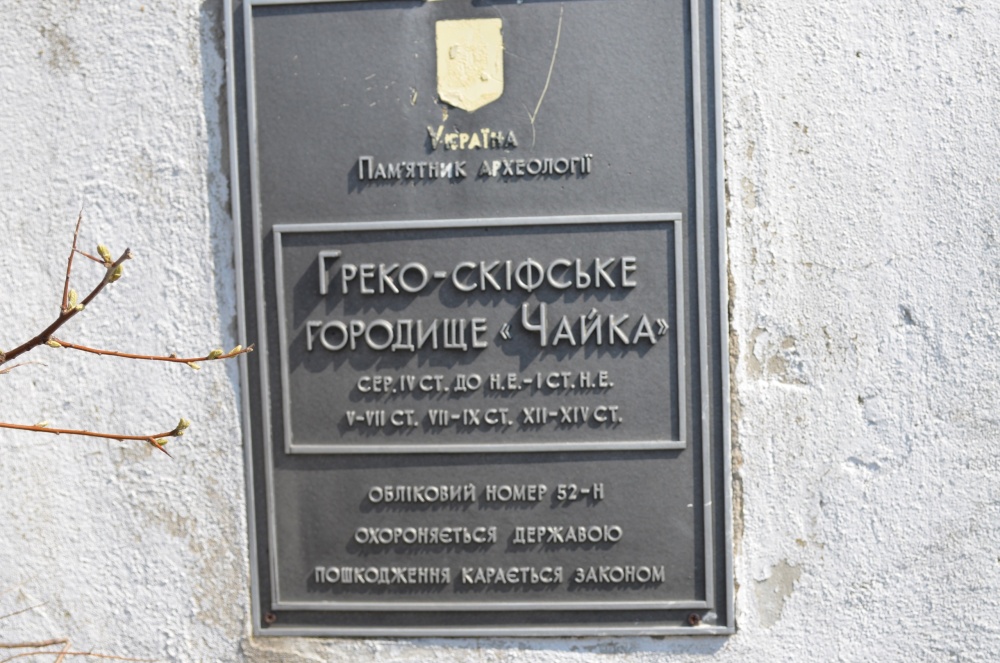 Україна
Пам'ятник археології
Греко-скіфське
городище «Чайка»
сер. IV ст. до н.е.-I ст. н.е.
V-VII ст. VII-IX ст. XII-XIV ст.
обліковий номер 52-н
охороняється державою
пошкодження карається законом